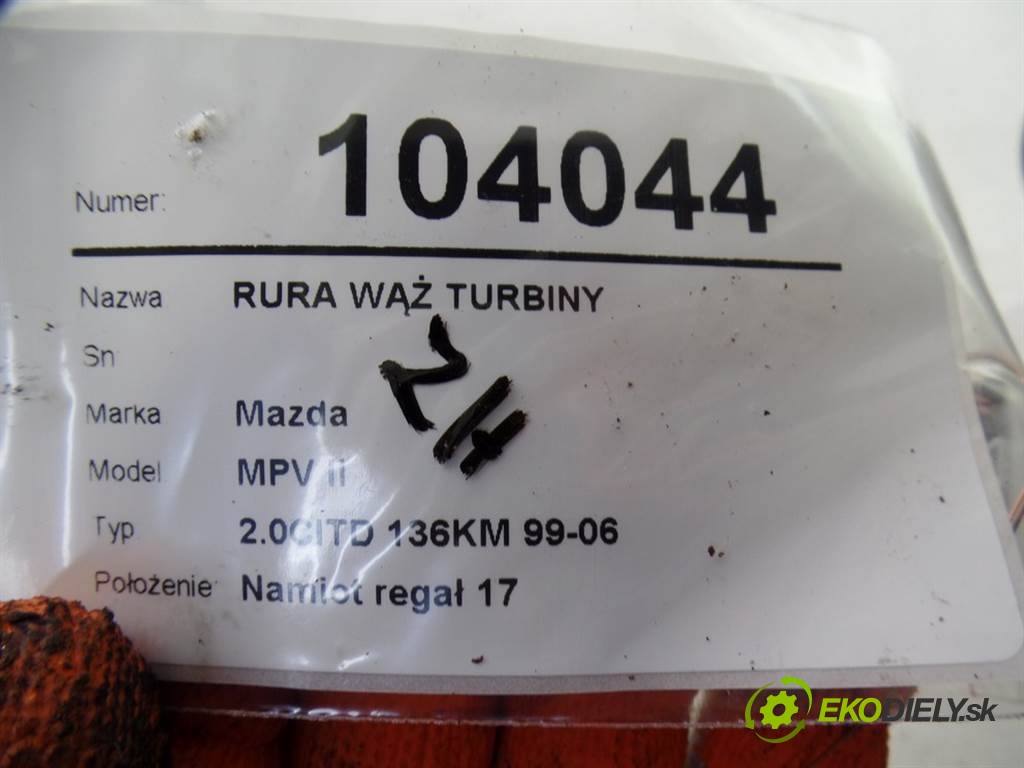 Numer: 104044
Nazwa RURA WĄŻ TURBINY
Sn
Marka Mazda
Model MPV II
Typ 2.0CITD 136KM 99-06
Położenie Namiot regał 17
EKODIELY.sk